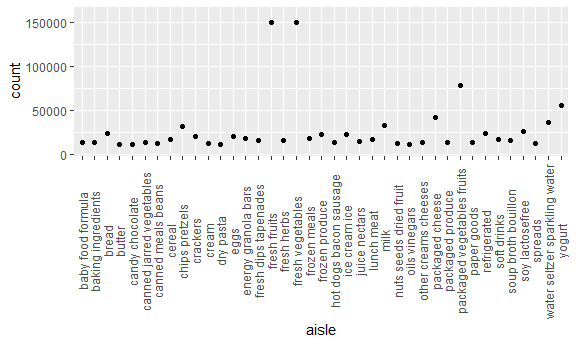 150000
100000
50000
0
count
baby food formula
baking ingredients
bread
butter
candy chocolate
canned jarred vegetables
canned meals beans
cereal
chips pretzels
crackers
cream
dry pasta
eggs
energy granola bars
fresh dips tapenades
fresh fruits
fresh herbs
fresh vegetables
frozen meals
frozen produce
hot dogs bacon sausage
ice cream ice
juice nectars
lunch meat
milk
nuts seeds dried fruit
oils vinegars
other creams cheeses
packaged cheese
packaged produce
packaged vegetables fruits
paper goods
refrigerated
soft drinks
soup broth bouillon
soy lactosefree
spreads
water seltzer sparkling water
yogurt
aisle